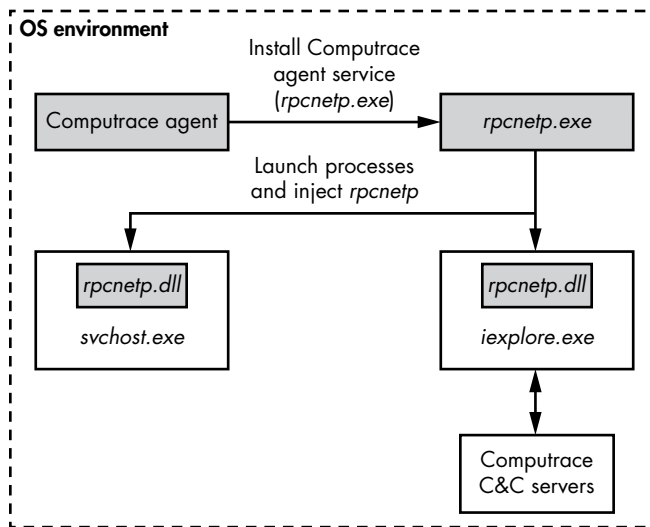 OS environment
Install Computrace
agent service
(rpcnetp.exe)
Computrace agent
rpcnetp.exe
Launch processes
and inject rpcnetp
rpcnetp.dll
svchost.exe
rpcnetp.dll
iexplore.exe
Computrace
C&C servers